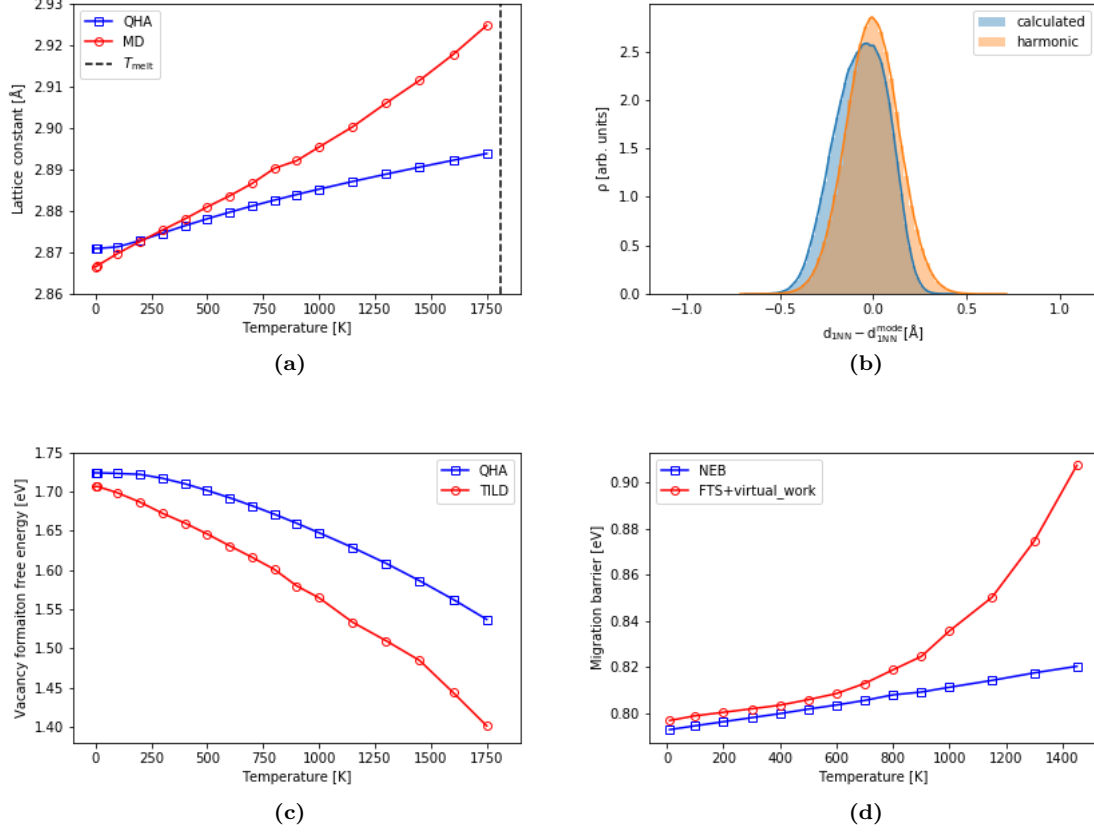 2.93
2.92
2.91
2.90
2.89
2.88
2.87
2.86
Lattice constant [Å]
QHA
MD
T_melt
0 250 500 750 1000 1250 1500 1750
Temperature [K]
(a)
2.5
2.0
1.5
1.0
0.5
0.0
ρ [arb. units]
calculated
harmonic
−1.0 −0.5 0.0 0.5 1.0
d_1NN − d_1NN^mode [Å]
(b)
1.75
1.70
1.65
1.60
1.55
1.50
1.45
1.40
Vacancy formaiton free energy [eV]
QHA
TILD
0 250 500 750 1000 1250 1500 1750
Temperature [K]
(c)
0.90
0.88
0.86
0.84
0.82
0.80
Migration barrier [eV]
NEB
FTS+virtual_work
0 200 400 600 800 1000 1200 1400
Temperature [K]
(d)